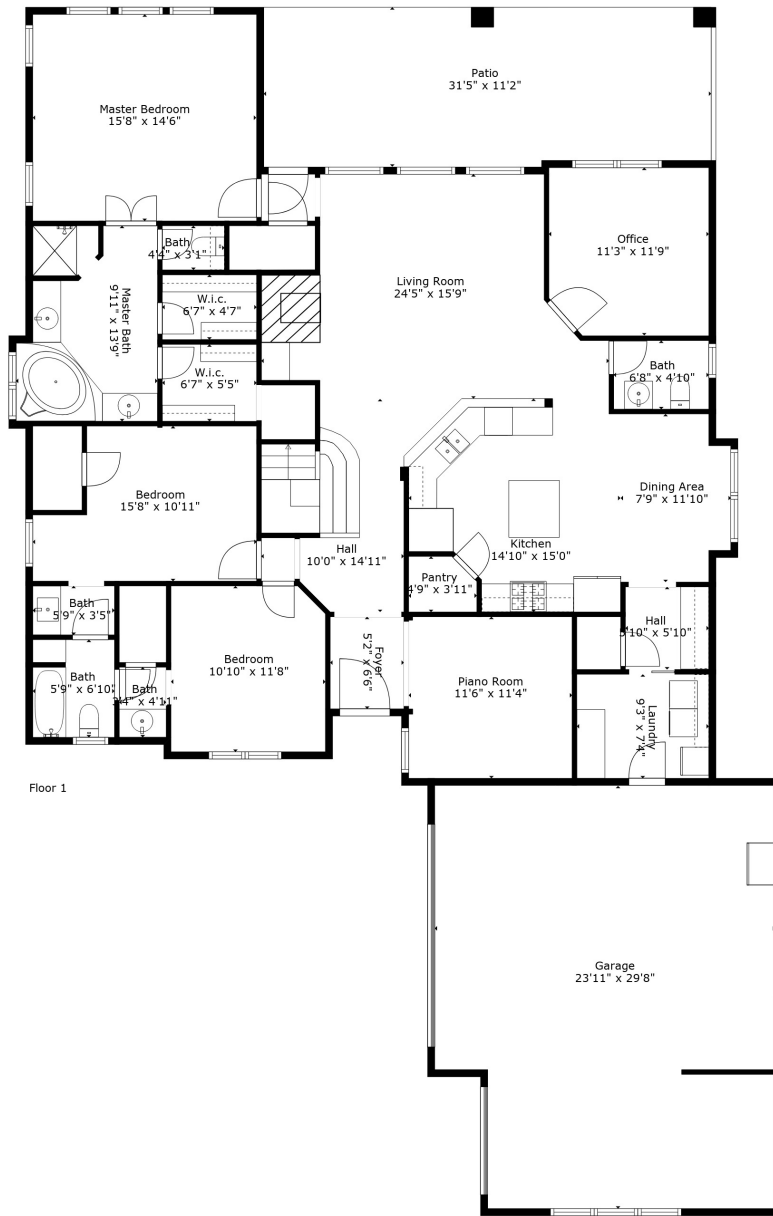 Patio
31'5" x 11'2"
Master Bedroom
15'8" x 14'6"
Office
11'3" x 11'9"
Bath
4'4" x 3'1"
Living Room
24'5" x 15'9"
W.i.c.
6'7" x 4'7"
Master Bath
9'11" x 13'9"
W.i.c.
6'7" x 5'5"
Bath
6'8" x 4'10"
Bedroom
15'8" x 10'11"
Dining Area
7'9" x 11'10"
Kitchen
14'10" x 15'0"
Hall
10'0" x 14'11"
Pantry
4'9" x 3'11"
Bath
5'9" x 3'5"
Hall
5'10"
Bedroom
10'10" x 11'8"
Foyer
5'2" x 6'6"
Bath
5'9" x 6'10"
Bath
x 4'11"
Piano Room
11'6" x 11'4"
Laundry
9'3" x 7'4"
Floor 1
Garage
23'11" x 29'8"